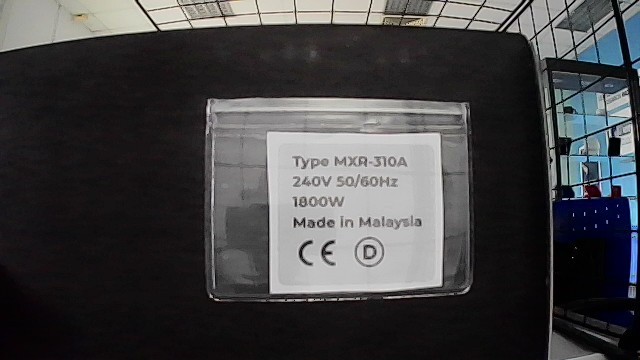 Type MXR-310A
240V 50/60Hz
1800W
Made in Malaysia
CE D